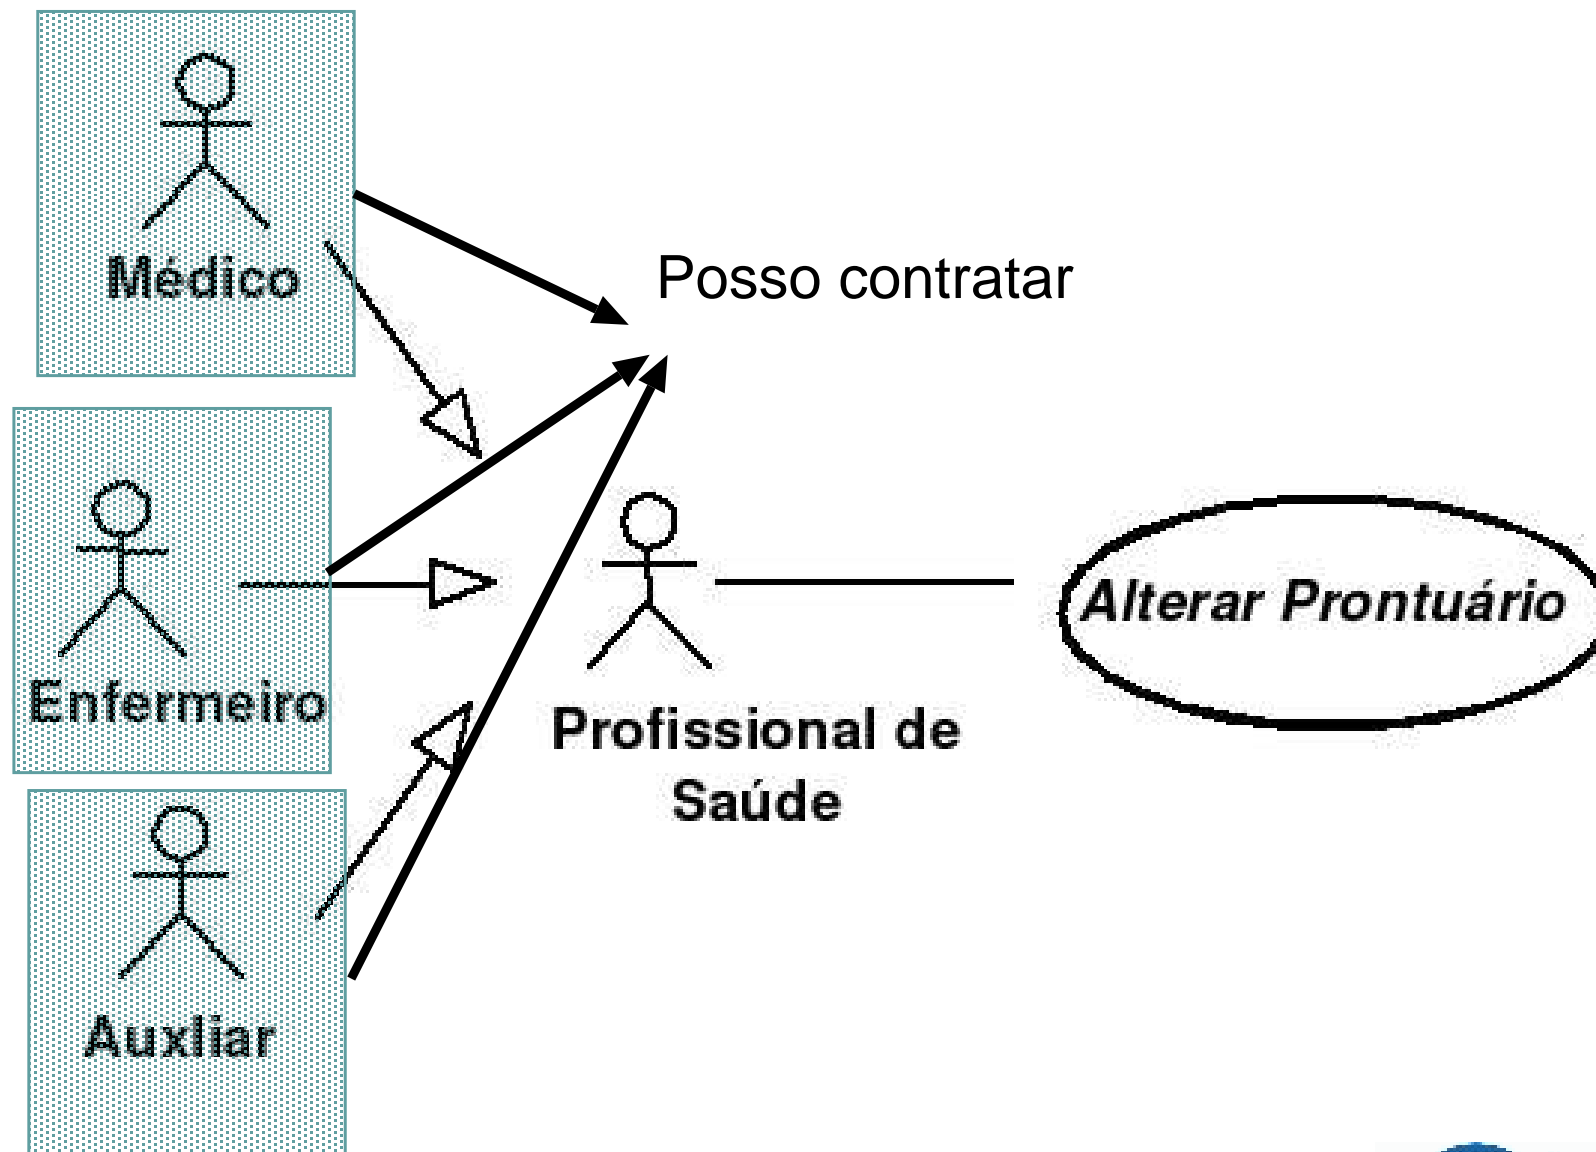 Médico
Posso contratar
Enfermeiro
Profissional de
Saúde
Alterar Prontuário
Auxliar